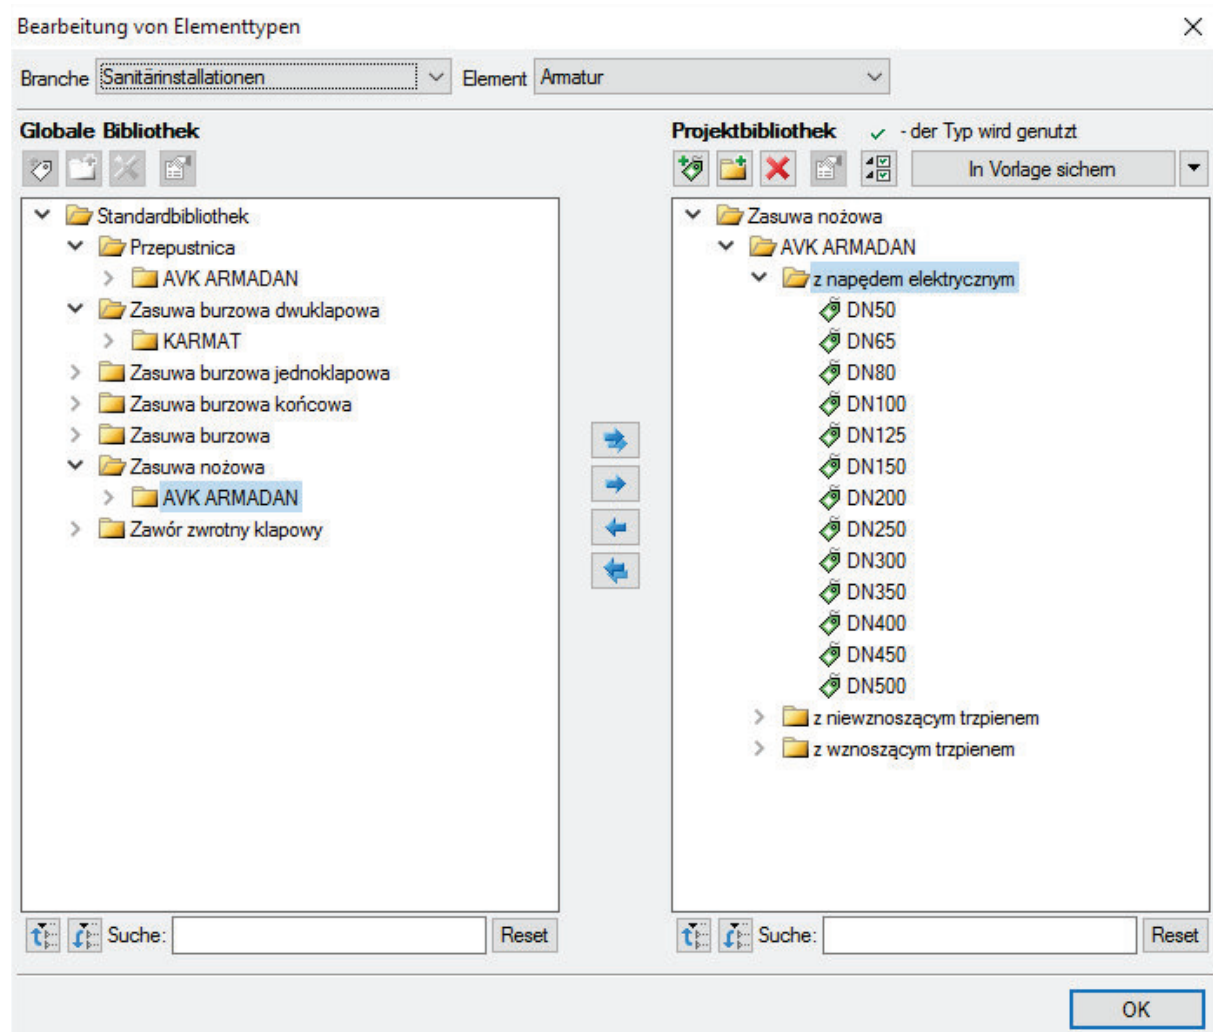 Bearbeitung von Elementtypen
Branche Sanitärinstallationen Element Armatur
Globale Bibliothek
Standardbibliothek
Przepustnica
AVK ARMADAN
Zasuwa burzowa dwuklapowa
KARMAT
Zasuwa burzowa jednoklapowa
Zasuwa burzowa końcowa
Zasuwa burzowa
Zasuwa nożowa
AVK ARMADAN
Zawór zwrotny klapowy
Suche: Reset
Projektbibliothek - der Typ wird genutzt
In Vorlage sichern
Zasuwa nożowa
AVK ARMADAN
z napędem elektrycznym
DN50
DN65
DN80
DN100
DN125
DN150
DN200
DN250
DN300
DN350
DN400
DN450
DN500
z niewznoszącym trzpienem
z wznoszącym trzpienem
Suche: Reset
OK